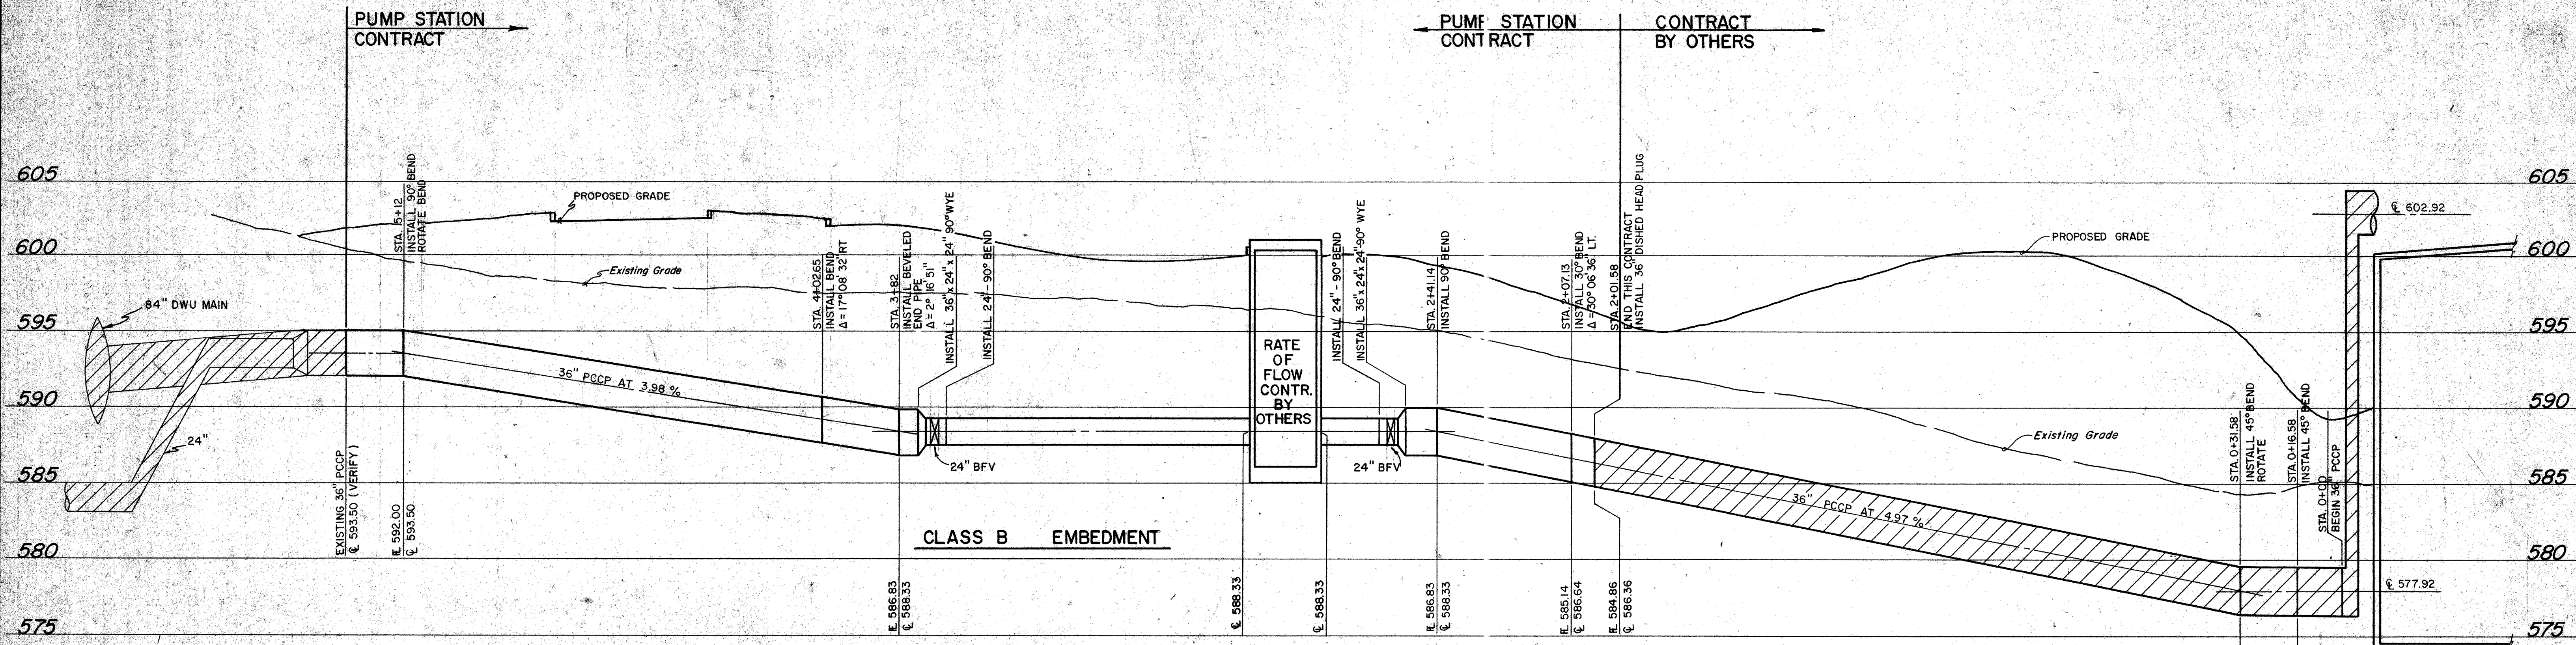 PUMP STATION
CONTRACT
PUMP STATION
CONTRACT
CONTRACT
BY OTHERS
605
600
595
590
585
580
575
605
600
595
590
585
580
575
84" DWU MAIN
24"
EXISTING 36" PCCP
℄ 593.50 (VERIFY)
STA. 5+12
INSTALL 90° BEND
ROTATE BEND
FL 592.00
℄ 593.50
PROPOSED GRADE
Existing Grade
36" PCCP AT 3.98 %
STA. 4+02.65
INSTALL BEND
Δ = 17° 08' 32" RT
STA. 3+82
INSTALL BEVELED
END PIPE
Δ = 2° 16' 51"
INSTALL 36" x 24" x 24" 90° WYE
INSTALL 24" - 90° BEND
24" BFV
CLASS B EMBEDMENT
FL 586.83
℄ 588.33
℄ 588.33
℄ 588.33
RATE
OF
FLOW
CONTR.
BY
OTHERS
INSTALL 24" - 90° BEND
INSTALL 36" x 24" x 24" - 90° WYE
24" BFV
STA. 2+41.14
INSTALL 90° BEND
FL 586.83
℄ 588.33
STA. 2+07.13
INSTALL 30° BEND
Δ = 30° 06' 36" LT.
FL 585.14
℄ 586.64
STA. 2+01.58
END THIS CONTRACT
INSTALL 36" DISHED HEAD PLUG
FL 584.86
℄ 586.36
36" PCCP AT 4.97 %
PROPOSED GRADE
Existing Grade
STA. 0+31.58
INSTALL 45° BEND
ROTATE
STA. 0+16.58
INSTALL 45° BEND
STA. 0+00
BEGIN 36" PCCP
℄ 602.92
℄ 577.92